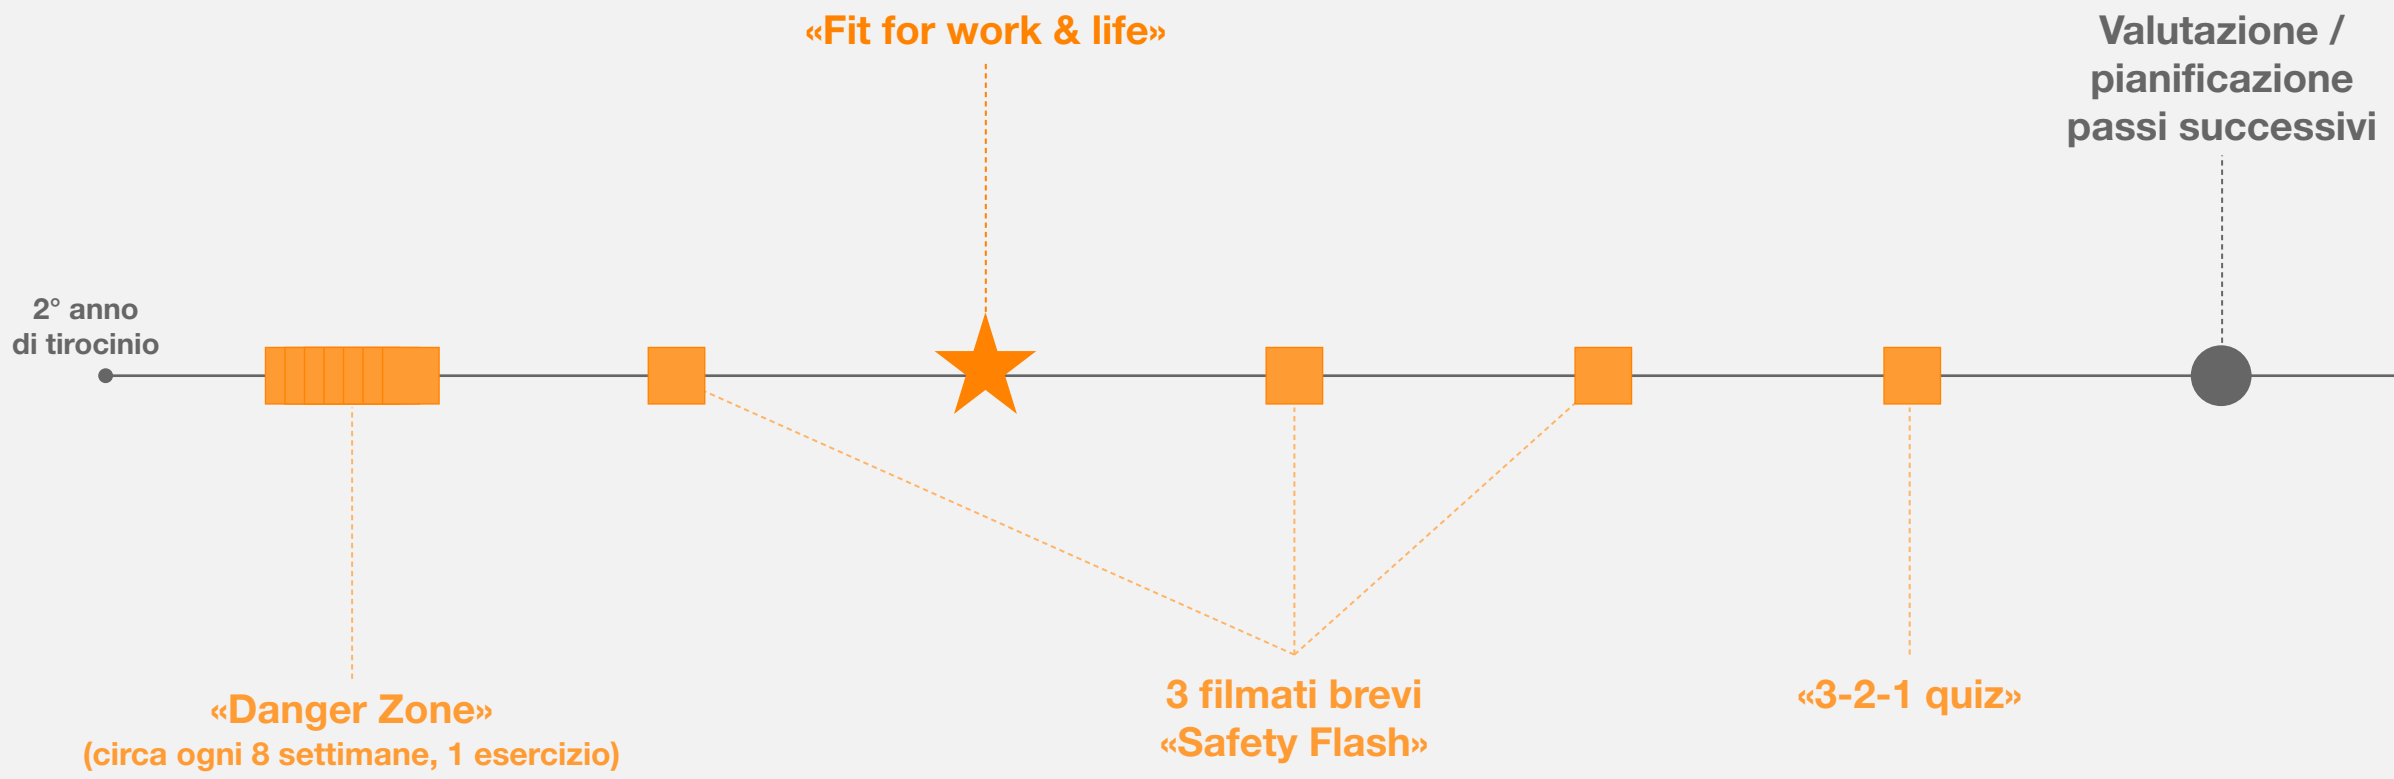 «Fit for work & life»
Valutazione /
pianificazione
passi successivi
2° anno
di tirocinio
«Danger Zone»
(circa ogni 8 settimane, 1 esercizio)
3 filmati brevi
«Safety Flash»
«3-2-1 quiz»